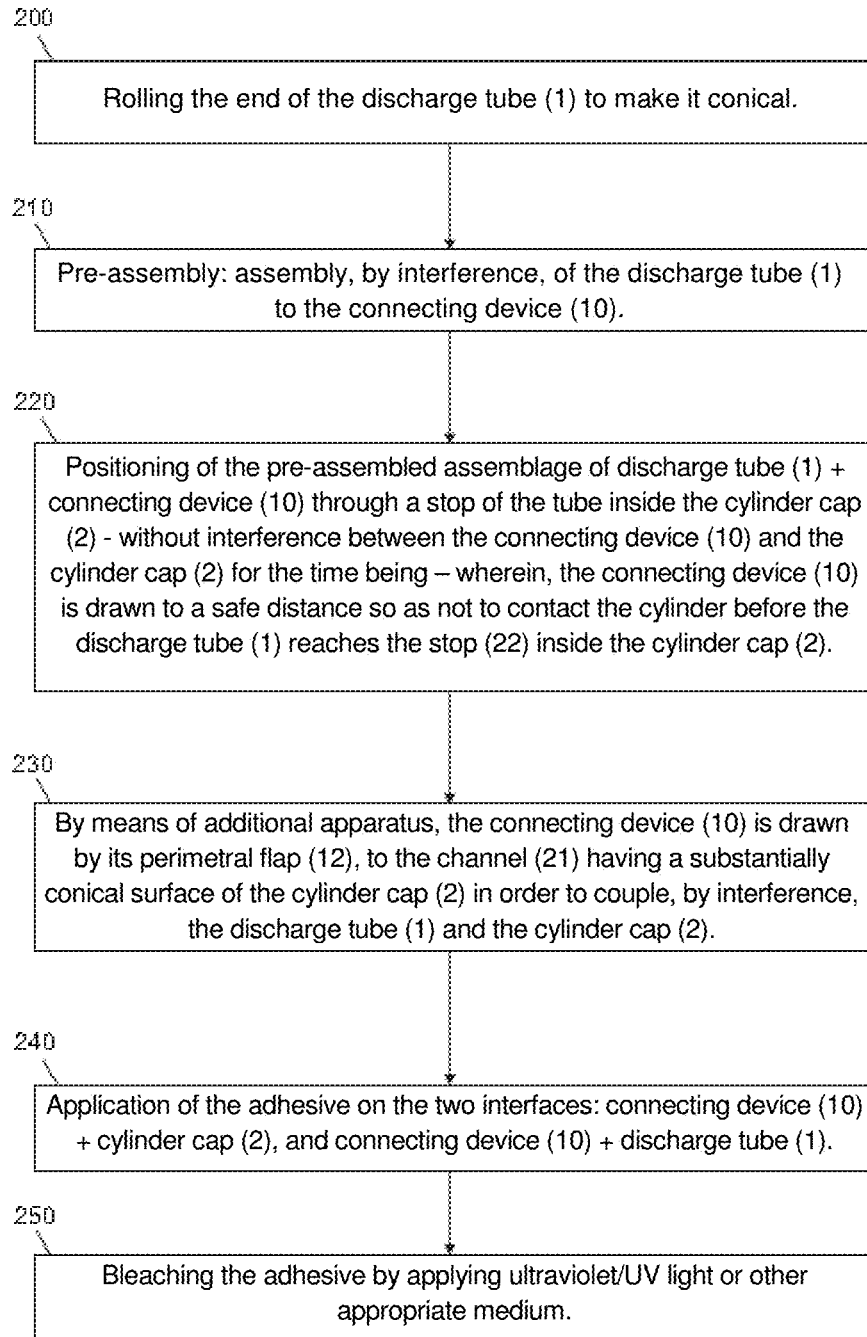 200
Rolling the end of the discharge tube (1) to make it conical.
210
Pre-assembly: assembly, by interference, of the discharge tube (1)
to the connecting device (10).
220
Positioning of the pre-assembled assemblage of discharge tube (1) +
connecting device (10) through a stop of the tube inside the cylinder cap
(2) - without interference between the connecting device (10) and the
cylinder cap (2) for the time being – wherein, the connecting device (10)
is drawn to a safe distance so as not to contact the cylinder before the
discharge tube (1) reaches the stop (22) inside the cylinder cap (2).
230
By means of additional apparatus, the connecting device (10) is drawn
by its perimetral flap (12), to the channel (21) having a substantially
conical surface of the cylinder cap (2) in order to couple, by interference,
the discharge tube (1) and the cylinder cap (2).
240
Application of the adhesive on the two interfaces: connecting device (10)
+ cylinder cap (2), and connecting device (10) + discharge tube (1).
250
Bleaching the adhesive by applying ultraviolet/UV light or other
appropriate medium.